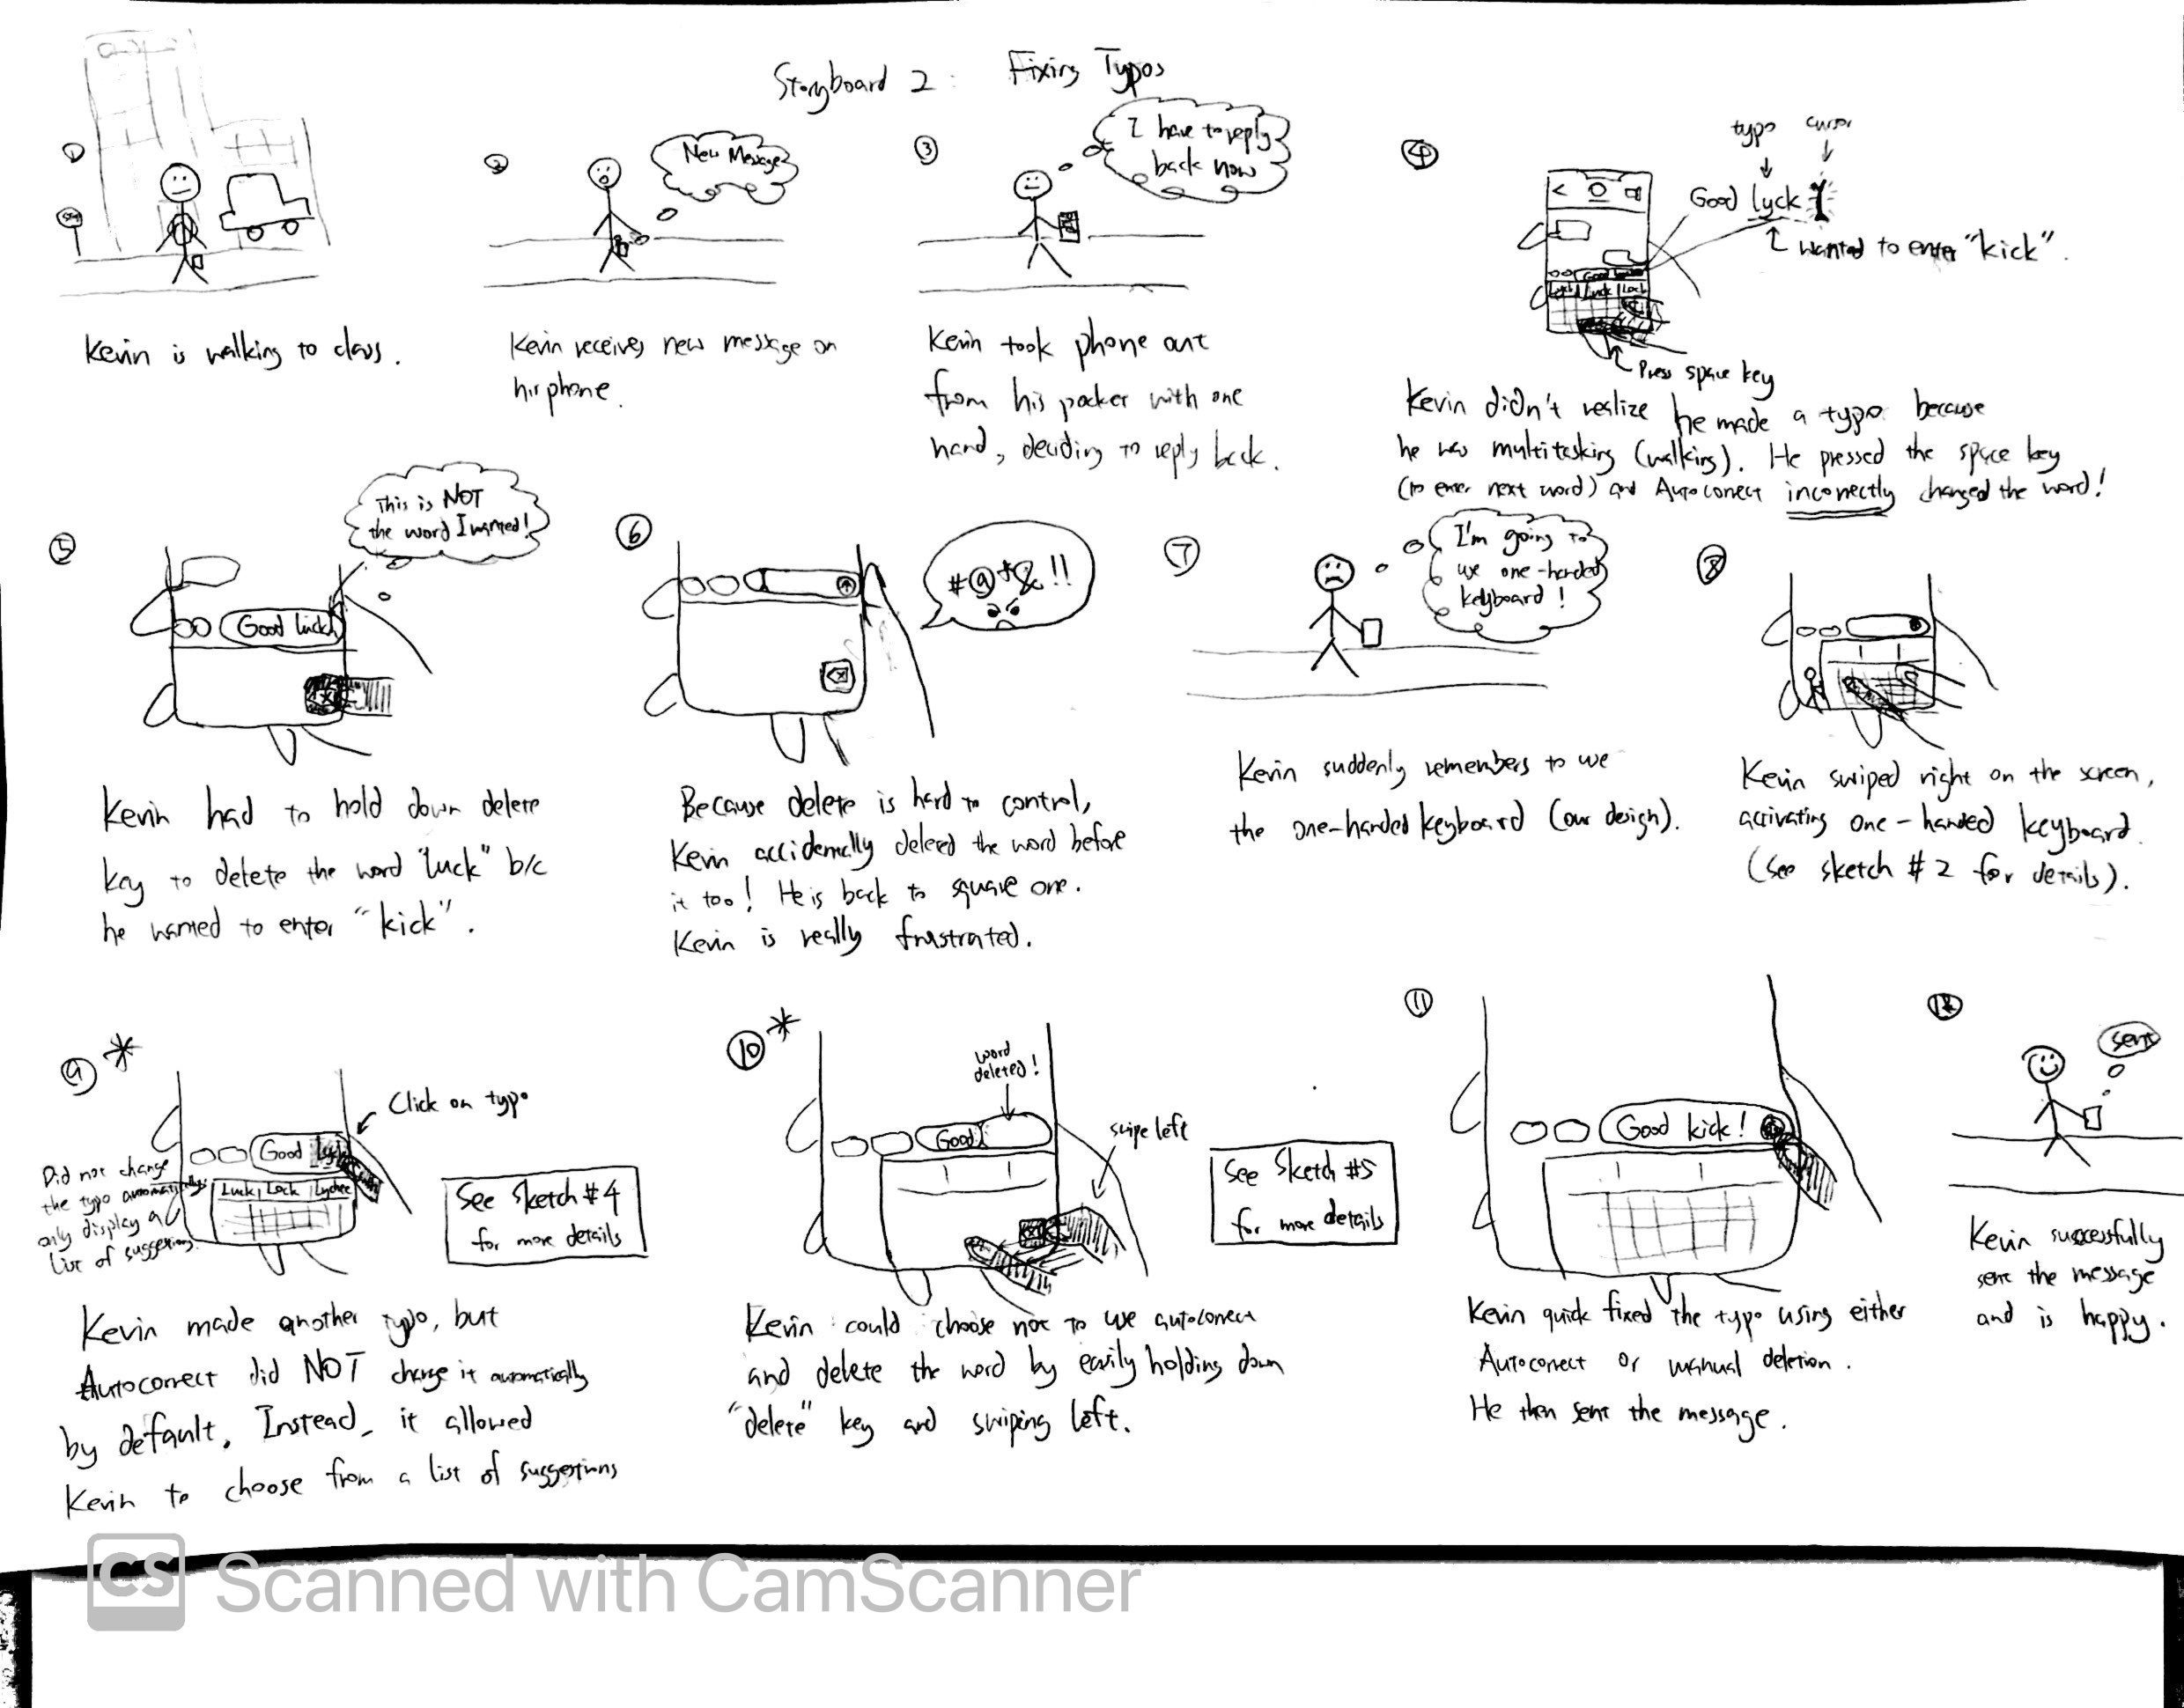 Storyboard 2: Fixing Typos
①
Kevin is walking to class.
②
New Message
Kevin receives new message on
his phone.
③
I have to reply
back now
Kevin took phone out
from his pocket with one
hand, deciding to reply back.
④
typo cursor
Good lyck
wanted to enter "kick".
Luck Lock
Press space key
Kevin didn't realize he made a typo because
he was multitasking (walking). He pressed the space key
(to enter next word) and Autocorrect incorrectly changed the word!
⑤
This is NOT
the word I wanted!
Good luck
Kevin had to hold down delete
key to delete the word "luck" b/c
he wanted to enter "kick".
⑥
#@*&!!
Because delete is hard to control,
Kevin accidentally deleted the word before
it too! He is back to square one.
Kevin is really frustrated.
⑦
I'm going to
use one-handed
keyboard!
Kevin suddenly remembers to use
the one-handed keyboard (our design).
⑧
Kevin swiped right on the screen,
activating one-handed keyboard.
(See sketch #2 for details).
⑨ *
Click on typo
Good lyck
Luck Lock Lychee
Did not change
the typo automatically,
only display a
list of suggestions.
See Sketch #4
for more details
Kevin made another typo, but
Autocorrect did NOT change it automatically
by default. Instead, it allowed
Kevin to choose from a list of suggestions
⑩ *
word
deleted!
Good
swipe left
See Sketch #5
for more details
Kevin could choose not to use autocorrect
and delete the word by easily holding down
"delete" key and swiping left.
⑪
Good kick!
Kevin quick fixed the typo using either
Autocorrect or manual deletion.
He then sent the message.
⑫
sent
Kevin successfully
sent the message
and is happy.
CS Scanned with CamScanner